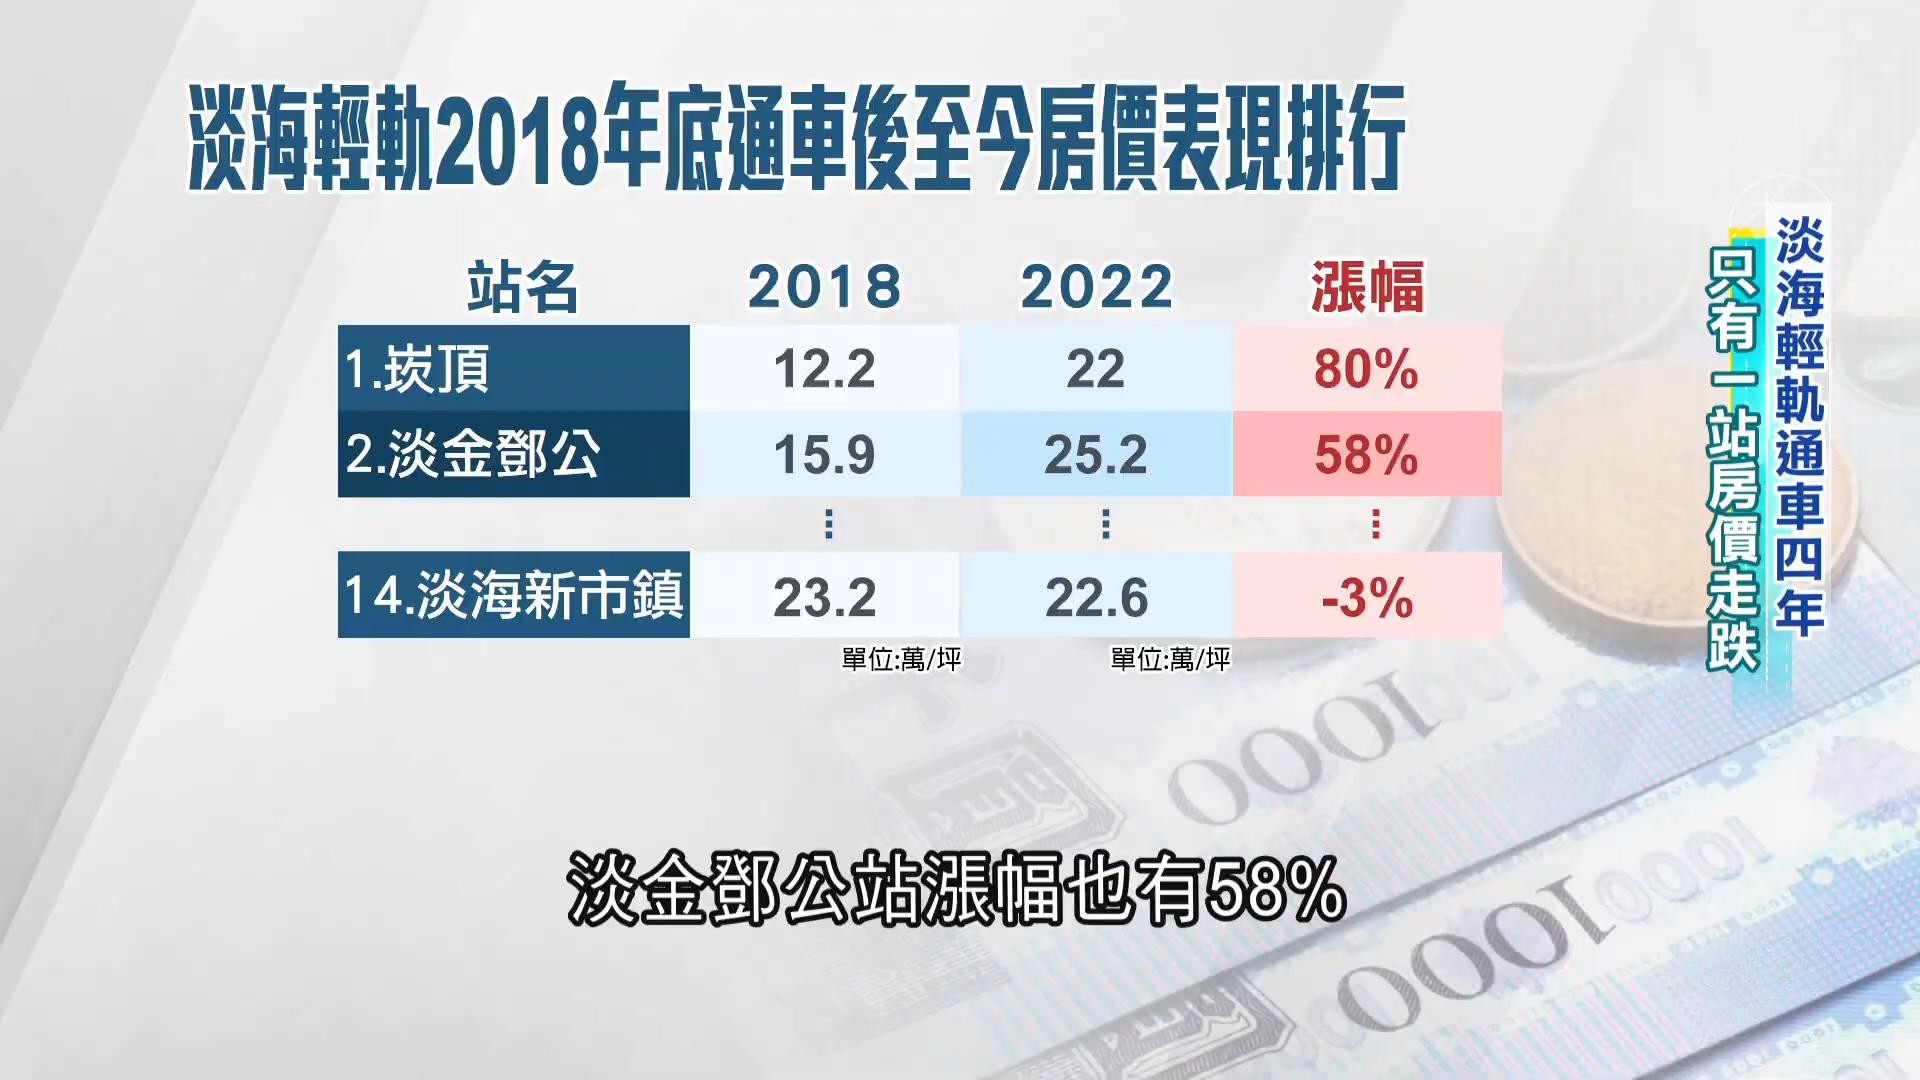 淡海輕軌2018年底通車後至今房價表現排行
站名 2018 2022 漲幅
1.崁頂 12.2 22 80%
2.淡金鄧公 15.9 25.2 58%
14.淡海新市鎮 23.2 22.6 -3%
單位:萬/坪 單位:萬/坪
淡海輕軌通車四年
只有一站房價走跌
1000
1000
淡金鄧公站漲幅也有58%